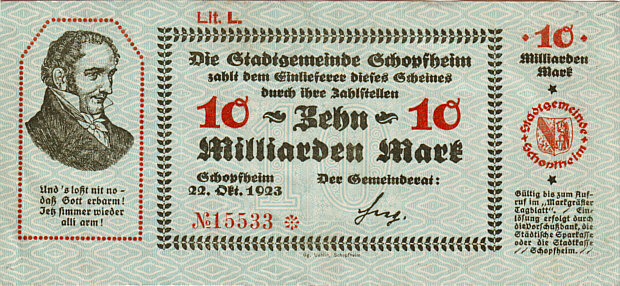 Lit. L.
Die Stadtgemeinde Schopfheim
zahlt dem Einlieferer dieses Scheines
durch ihre Zahlstellen
10 Zehn 10
Milliarden Mark
Schopfheim Der Gemeinderat:
22. Okt. 1923
№15533
Und 's loßt nit no-
daß Gott erbarm!
Jetz simmer wieder
alli arm!
10
Milliarden
Mark
Stadtgemeinde
Schopfheim
Gültig bis zum Auf-
ruf im „Markgräfler
Tagblatt". Ein-
lösung erfolgt durch
die Vorschußbank, die
Städtische Sparkasse
oder die Stadtkasse
Schopfheim.
Schopfheim